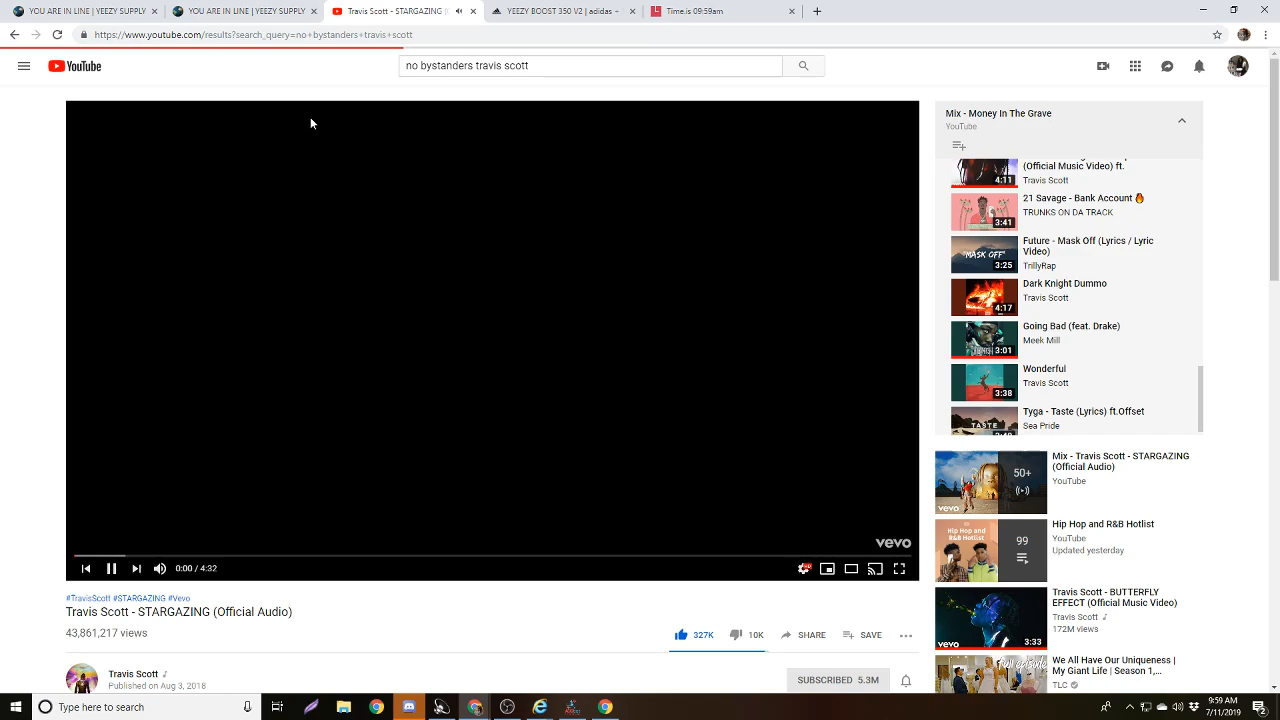 YOU ARE IN LINE | YEEZY SUPPLY
YOU ARE IN LINE | YEEZY SUPPLY
Travis Scott - STARGAZING (
YEEZY BOOST 350 V2 | adidas +
Time.is 09:59am
https://www.youtube.com/results?search_query=no+bystanders+travis+scott
YouTube
no bystanders travis scott
Mix - Money In The Grave
YouTube
(Official Music Video) ft.
Travis Scott
4:11
21 Savage - Bank Account 🔥
TRUNKS ON DA TRACK
3:41
Future - Mask Off (Lyrics / Lyric
Video)
TrillyRap
"MASK OFF"
3:25
Dark Knight Dummo
Travis Scott
4:17
Going Bad (feat. Drake)
Meek Mill
3:01
Wonderful
Travis Scott
3:38
Tyga - Taste (Lyrics) ft.Offset
Sea Pride
TASTE
Mix - Travis Scott - STARGAZING
(Official Audio)
YouTube
50+
vevo
Hip Hop and R&B Hotlist
YouTube
Updated yesterday
Hip Hop and
R&B Hotlist
99
Travis Scott - BUTTERFLY
EFFECT (Official Music Video)
Travis Scott ♪
172M views
vevo
3:33
We All Have Our Uniqueness |
My Giant Life | Season 1,...
TLC
vevo
0:00 / 4:32
#TravisScott #STARGAZING #Vevo
Travis Scott - STARGAZING (Official Audio)
43,861,217 views
327K
10K
SHARE
SAVE
Travis Scott ♪
Published on Aug 3, 2018
SUBSCRIBED 5.3M
Type here to search
9:59 AM
7/11/2019